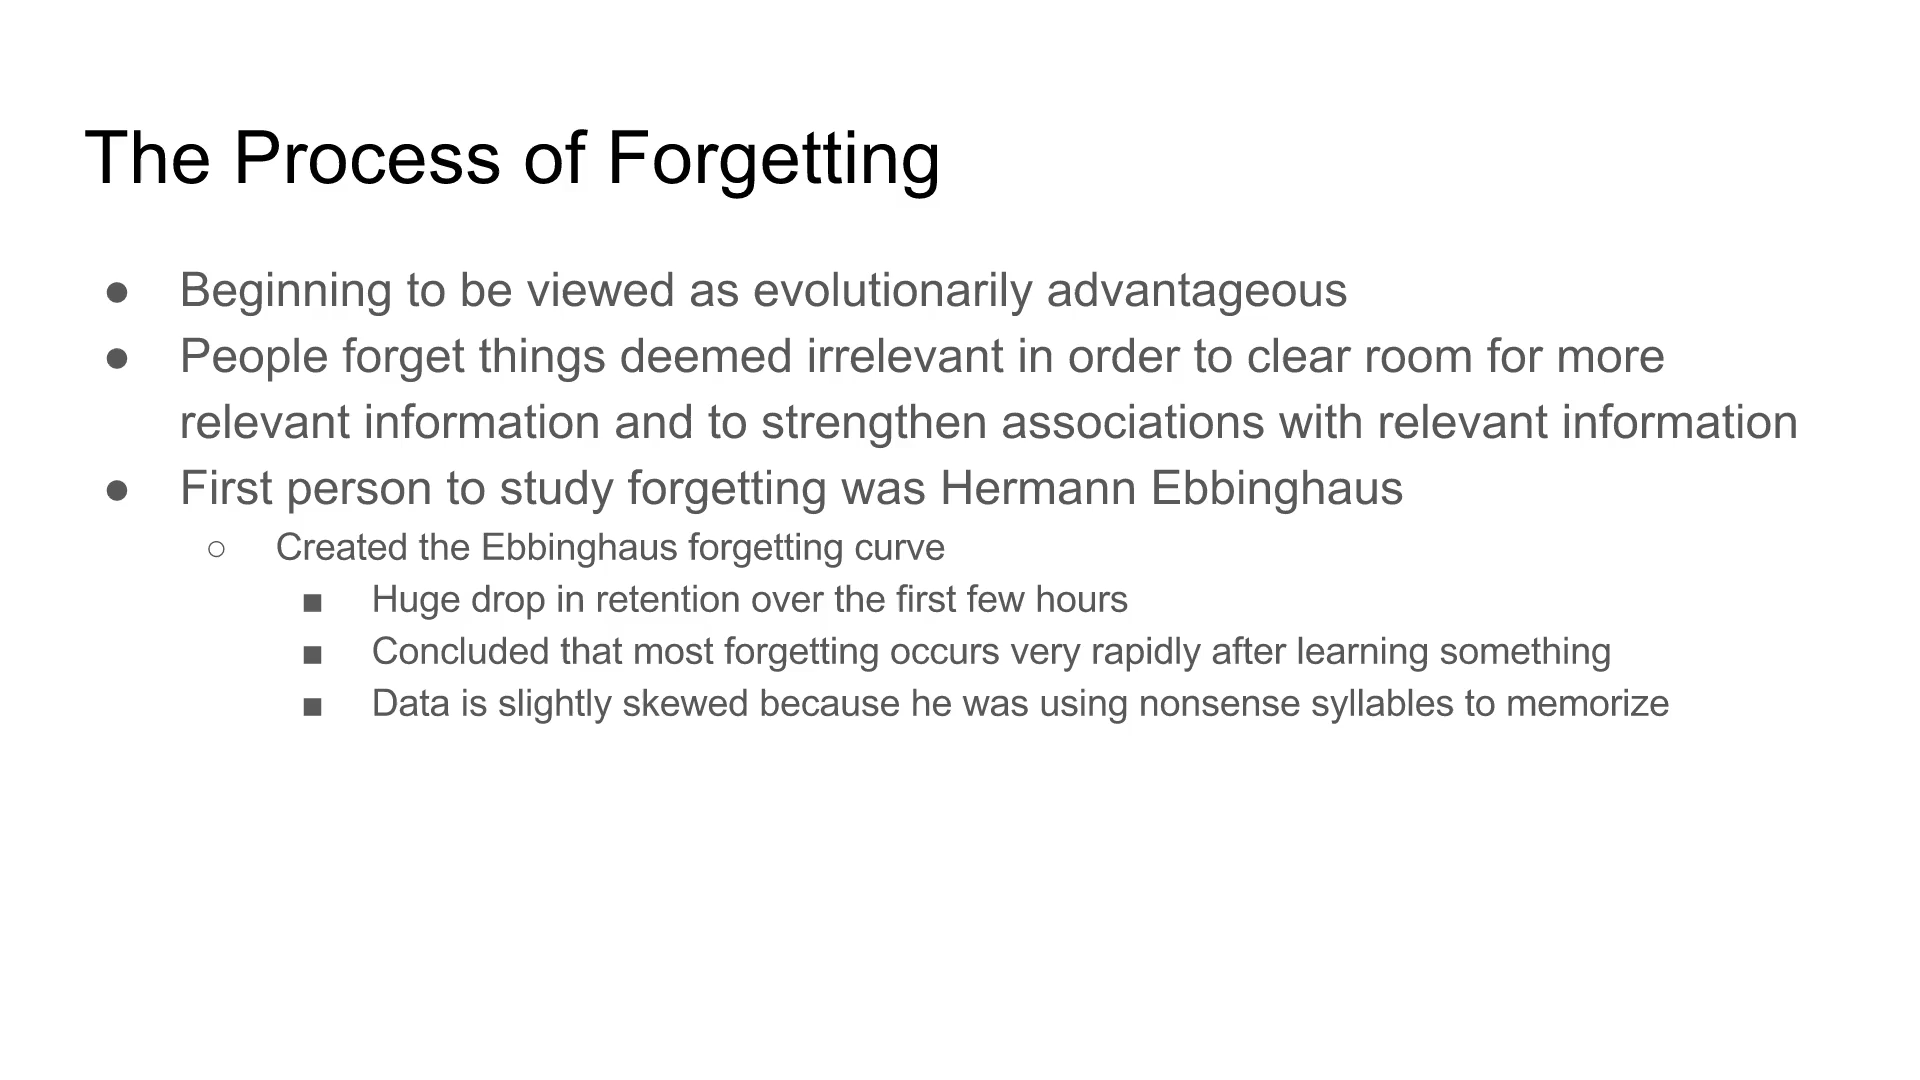 The Process of Forgetting
● Beginning to be viewed as evolutionarily advantageous
● People forget things deemed irrelevant in order to clear room for more
relevant information and to strengthen associations with relevant information
● First person to study forgetting was Hermann Ebbinghaus
○ Created the Ebbinghaus forgetting curve
■ Huge drop in retention over the first few hours
■ Concluded that most forgetting occurs very rapidly after learning something
■ Data is slightly skewed because he was using nonsense syllables to memorize